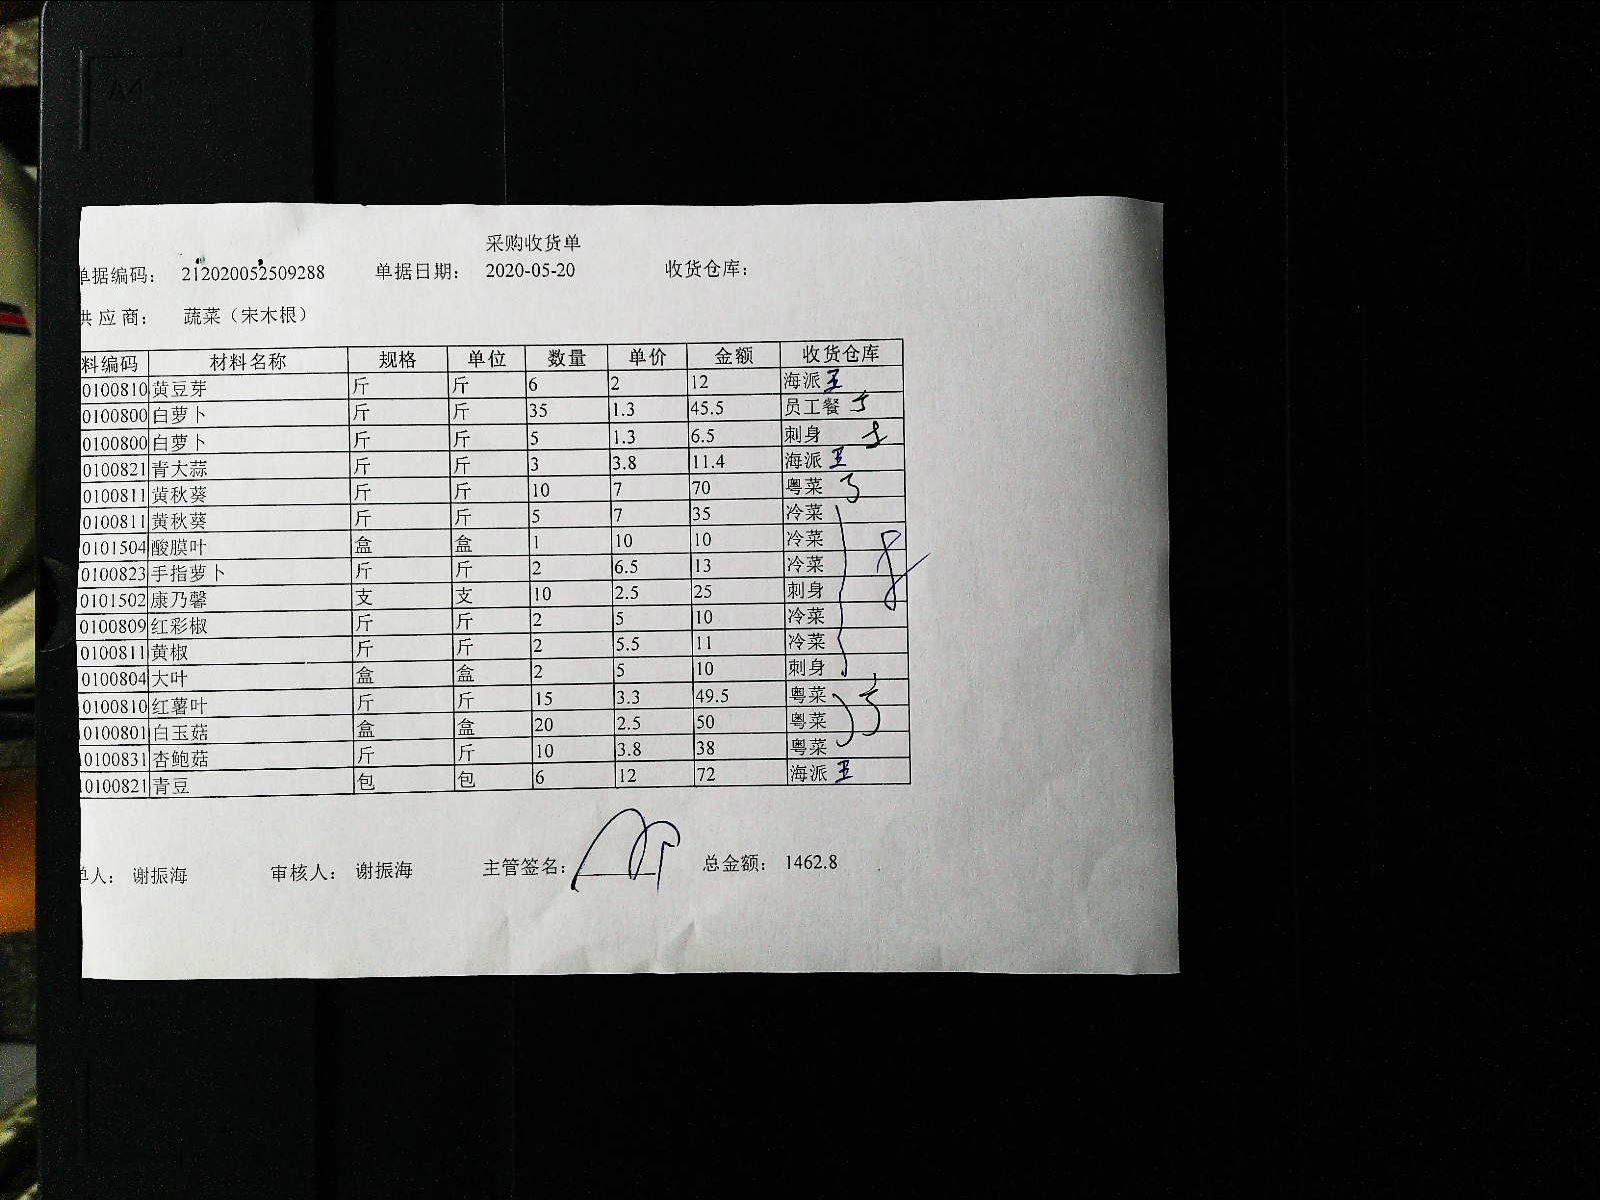 采购收货单
单据编码： 212020052509288 单据日期： 2020-05-20 收货仓库：
供应商： 蔬菜（宋木根）
料编码 材料名称 规格 单位 数量 单价 金额 收货仓库
0100810 黄豆芽 斤 斤 6 2 12 海派 王
0100800 白萝卜 斤 斤 35 1.3 45.5 员工餐
0100800 白萝卜 斤 斤 5 1.3 6.5 刺身
0100821 青大蒜 斤 斤 3 3.8 11.4 海派 王
0100811 黄秋葵 斤 斤 10 7 70 粤菜
0100811 黄秋葵 斤 斤 5 7 35 冷菜
0101504 酸膜叶 盒 盒 1 10 10 冷菜
0100823 手指萝卜 斤 斤 2 6.5 13 冷菜
0101502 康乃馨 支 支 10 2.5 25 刺身
0100809 红彩椒 斤 斤 2 5 10 冷菜
0100811 黄椒 斤 斤 2 5.5 11 冷菜
0100804 大叶 盒 盒 2 5 10 刺身
0100810 红薯叶 斤 斤 15 3.3 49.5 粤菜
0100801 白玉菇 盒 盒 20 2.5 50 粤菜
0100831 杏鲍菇 斤 斤 10 3.8 38 粤菜
0100821 青豆 包 包 6 12 72 海派 王
单人： 谢振海 审核人： 谢振海 主管签名： 总金额： 1462.8